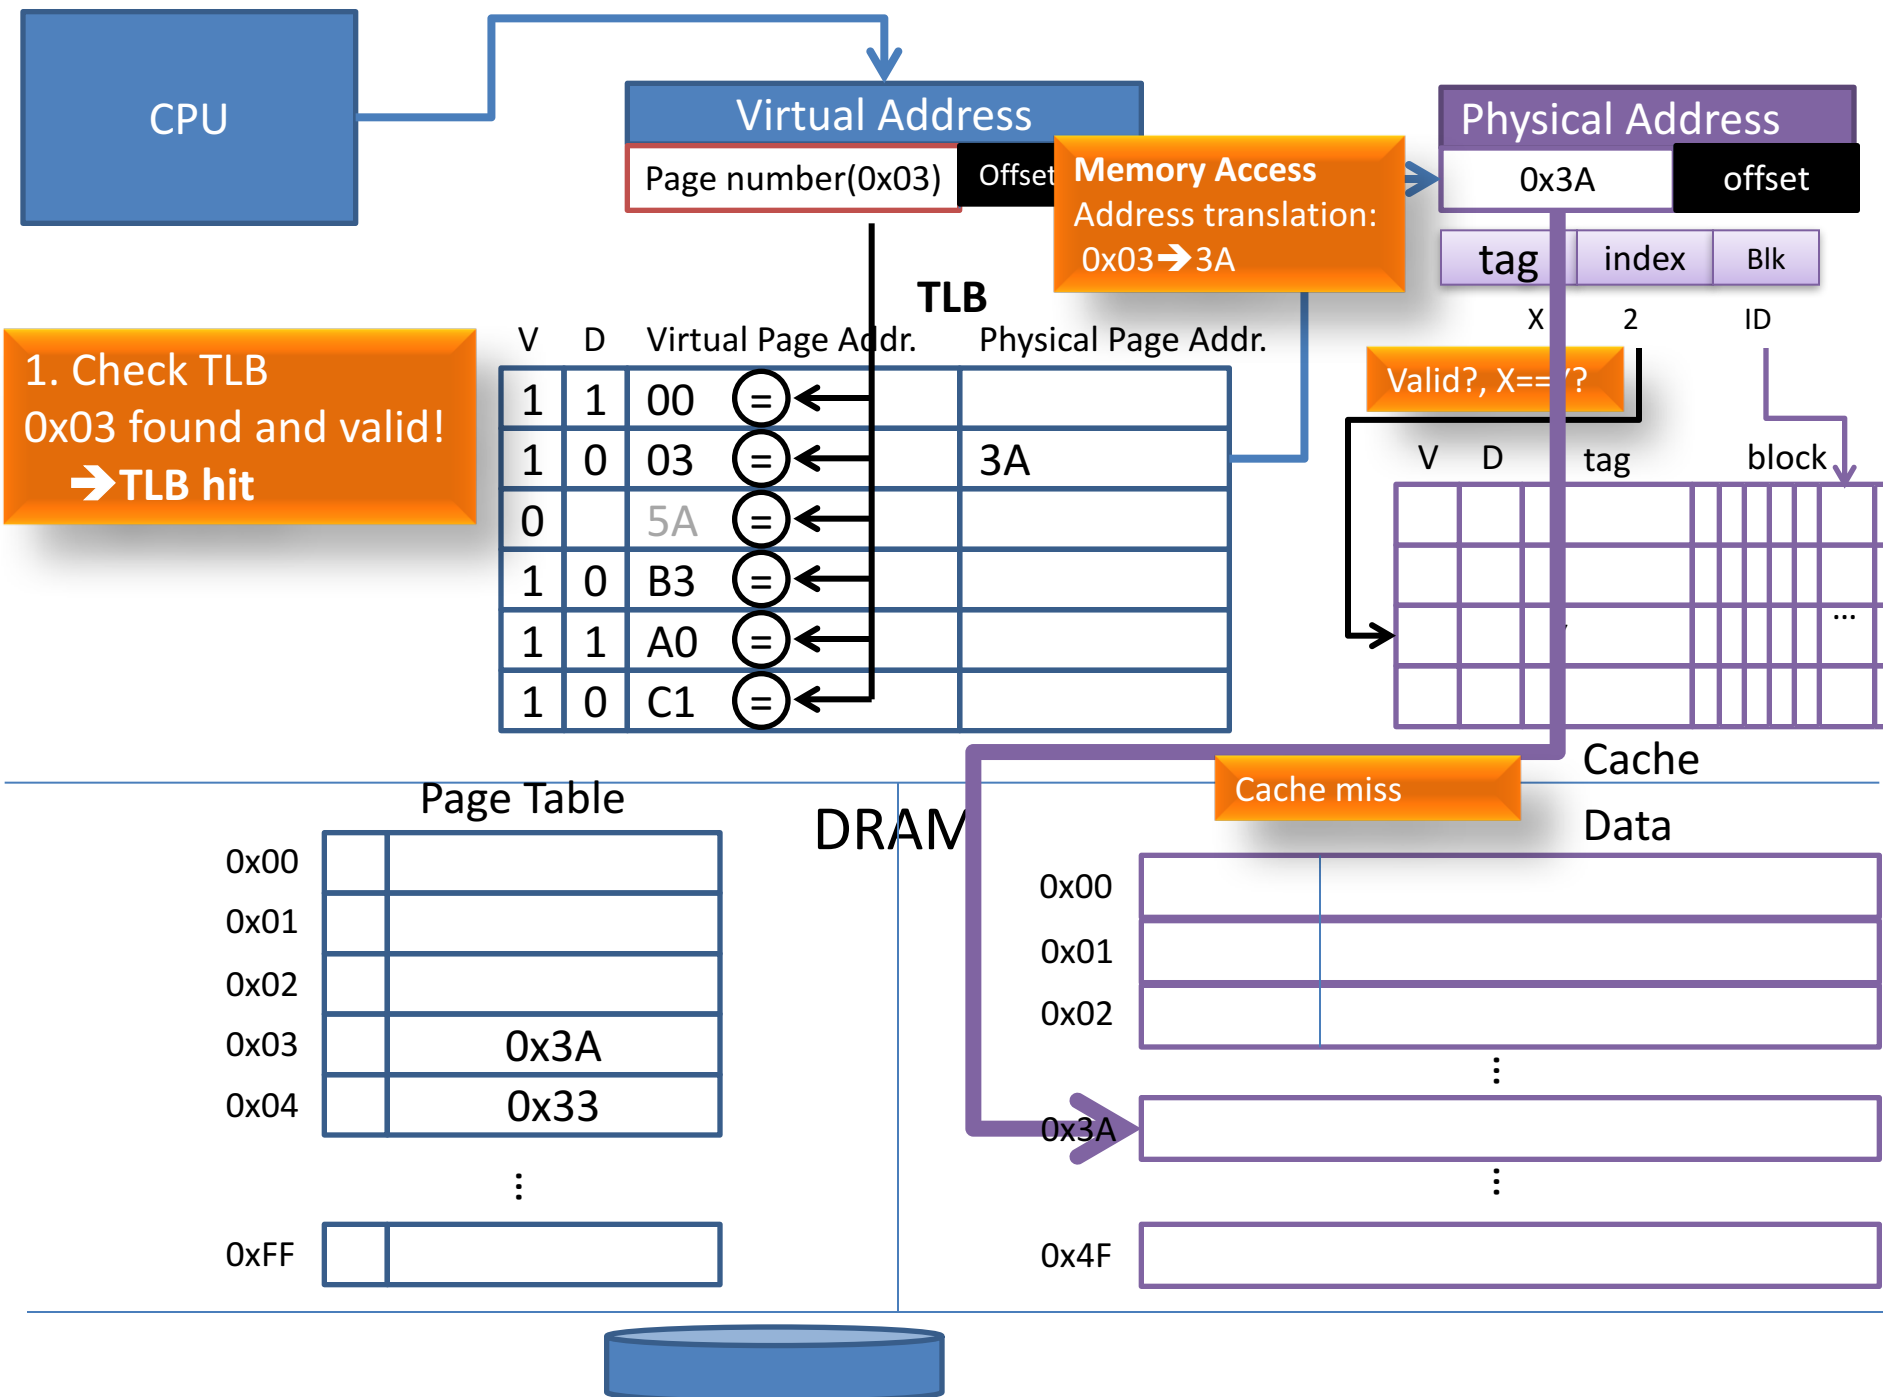 CPU
Virtual Address
Page number(0x03)
Offset
Memory Access
Address translation:
0x03➔3A
Physical Address
0x3A
offset
tag
index
Blk
X
2
ID
TLB
1. Check TLB
0x03 found and valid!
➔TLB hit
V D Virtual Page Addr. Physical Page Addr.
1 1 00 =
1 0 03 = 3A
0 5A =
1 0 B3 =
1 1 A0 =
1 0 C1 =
Valid?, X==Y?
V D tag block
...
Cache
Cache miss
DRAM
Page Table
0x00
0x01
0x02
0x03 0x3A
0x04 0x33
...
0xFF
Data
0x00
0x01
0x02
...
0x3A
...
0x4F